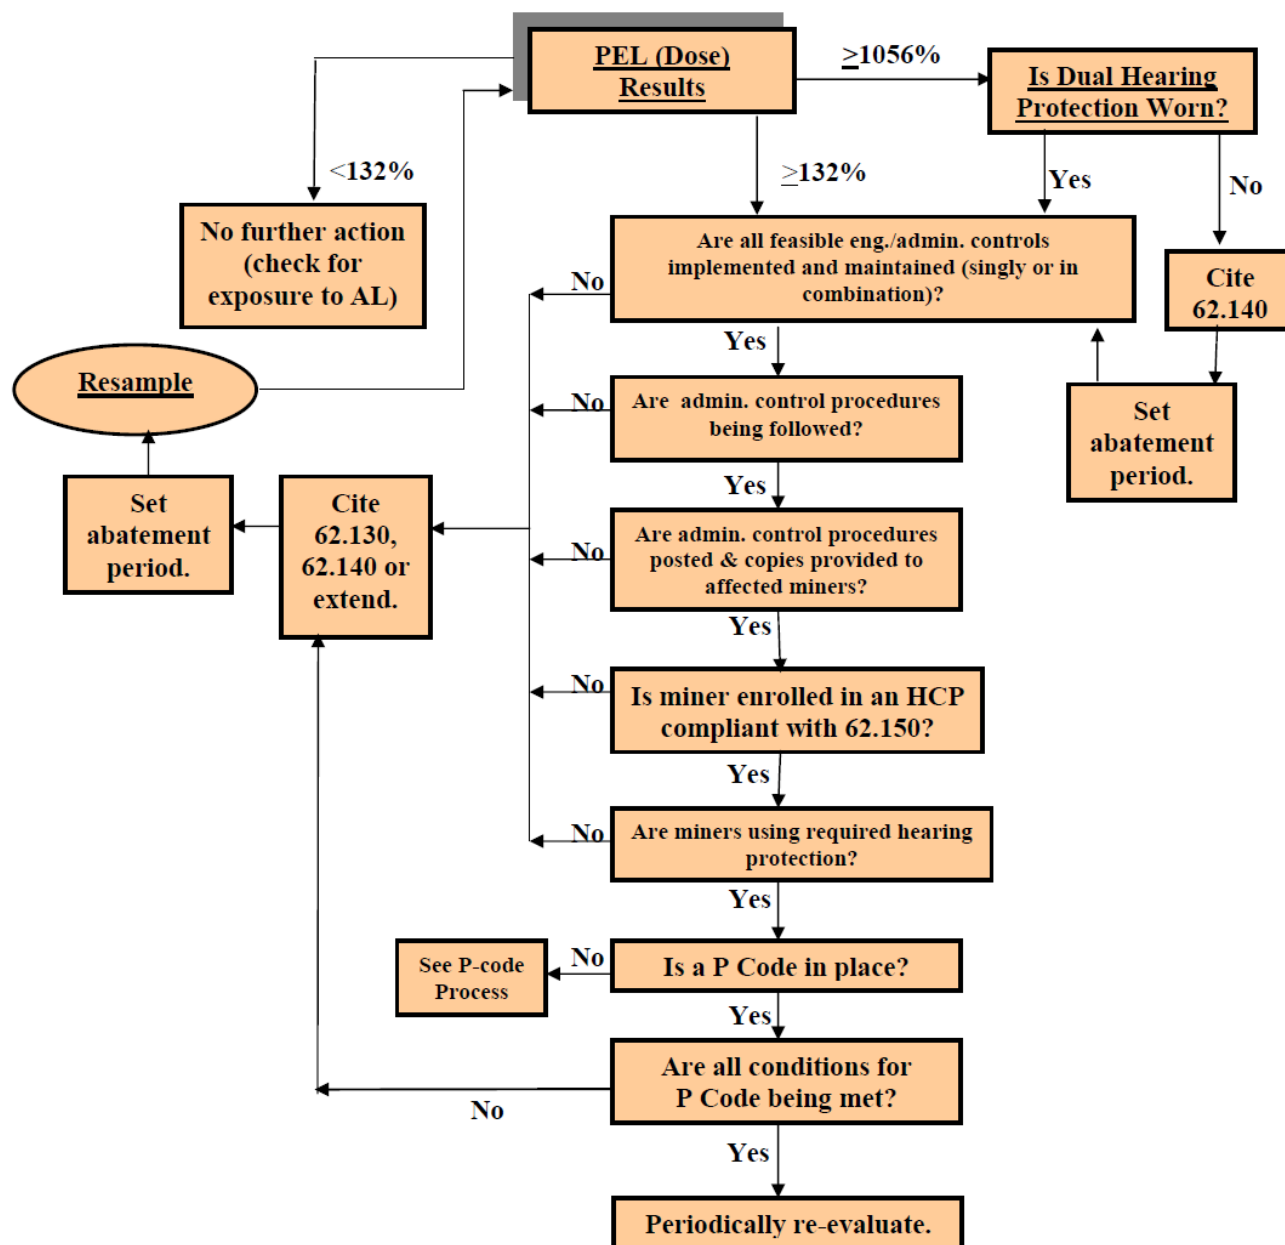 PEL (Dose)
Results
≥1056%
Is Dual Hearing
Protection Worn?
<132%
≥132%
Yes
No
No further action
(check for
exposure to AL)
Are all feasible eng./admin. controls
implemented and maintained (singly or in
combination)?
No
Cite
62.140
Yes
Resample
Are admin. control procedures
being followed?
No
Set
abatement
period.
Yes
Set
abatement
period.
Cite
62.130,
62.140 or
extend.
No
Are admin. control procedures
posted & copies provided to
affected miners?
Yes
No
Is miner enrolled in an HCP
compliant with 62.150?
Yes
No
Are miners using required hearing
protection?
Yes
See P-code
Process
No
Is a P Code in place?
Yes
Are all conditions for
P Code being met?
No
Yes
Periodically re-evaluate.